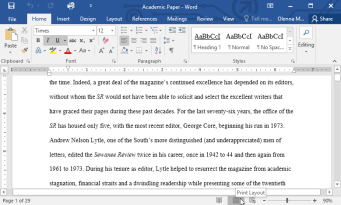 Academic Paper - Word
File Home Insert Design Layout References Mailings Review View Tell me... Olenna M. Share
Times 12
Paste
AaBbCcI AaBbCcI AaBbCcI
¶ Heading 1 ¶ Normal ¶ No Spac...
Editing
Clipboard Font Paragraph Styles
the time. Indeed, a great deal of the magazine's continued excellence has depended on its editors,
without whom the SR would not have been able to solicit and select the excellent writers that
have graced their pages during these past decades. For the last seventy-six years, the office of the
SR has housed only five, with the most recent editor, George Core, beginning his run in 1973.
Andrew Nelson Lytle, one of the South's more distinguished (and underappreciated) men of
letters, edited the Sewanee Review twice in his career, once in 1942 to 44 and then again from
1961 to 1973. During his tenure as editor, Lytle helped to resurrect the magazine from academic
stagnation, financial straits and a dwindling readership while presenting some of the twentieth
Print Layout
Page 1 of 29 90%